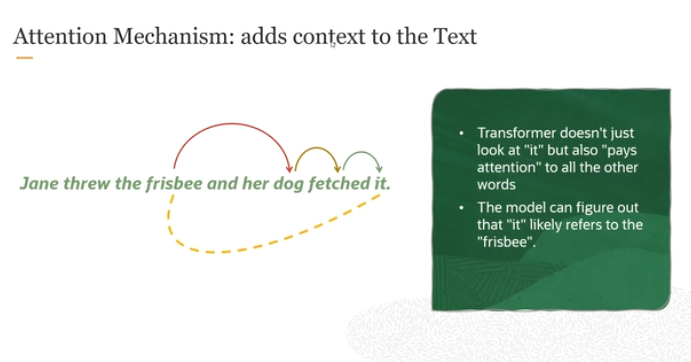 Attention Mechanism: adds context to the Text
Jane threw the frisbee and her dog fetched it.
• Transformer doesn't just
look at "it" but also "pays
attention" to all the other
words
• The model can figure out
that "it" likely refers to the
"frisbee".